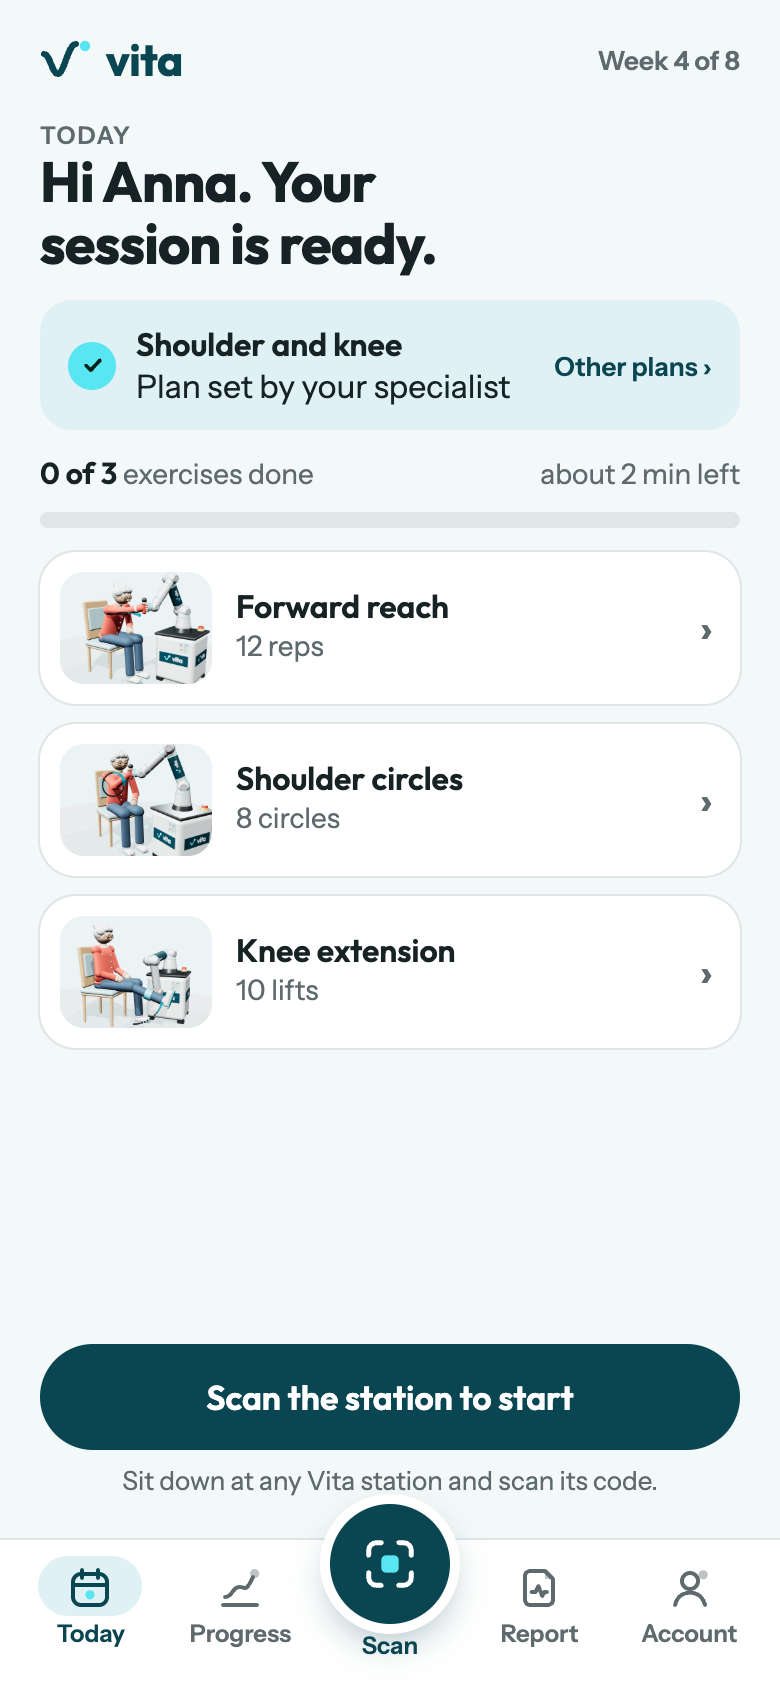 vita
Week 4 of 8
TODAY
Hi Anna. Your
session is ready.
Shoulder and knee
Plan set by your specialist
Other plans ›
0 of 3 exercises done
about 2 min left
vita
Forward reach
12 reps
›
vita
vita
Shoulder circles
8 circles
›
Knee extension
10 lifts
›
Scan the station to start
Sit down at any Vita station and scan its code.
Today
Progress
Scan
Report
Account